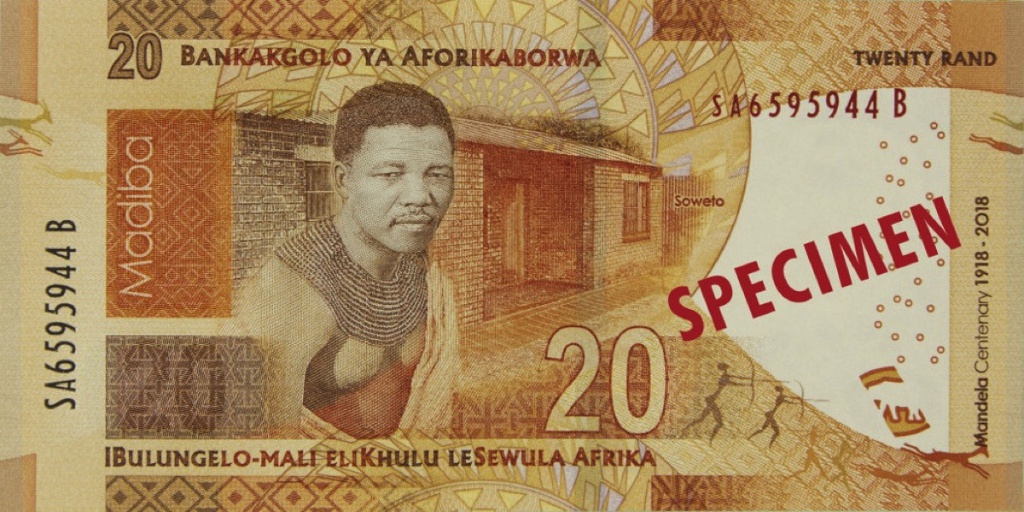 20 BANKAKGOLO YA AFORIKABORWA
TWENTY RAND
SA6595944 B
Madiba
Soweto
SPECIMEN
SA6595944 B
Mandela Centenary 1918 - 2018
20
IBULUNGELO-MALI ELIKHULU LESEWULA AFRIKA